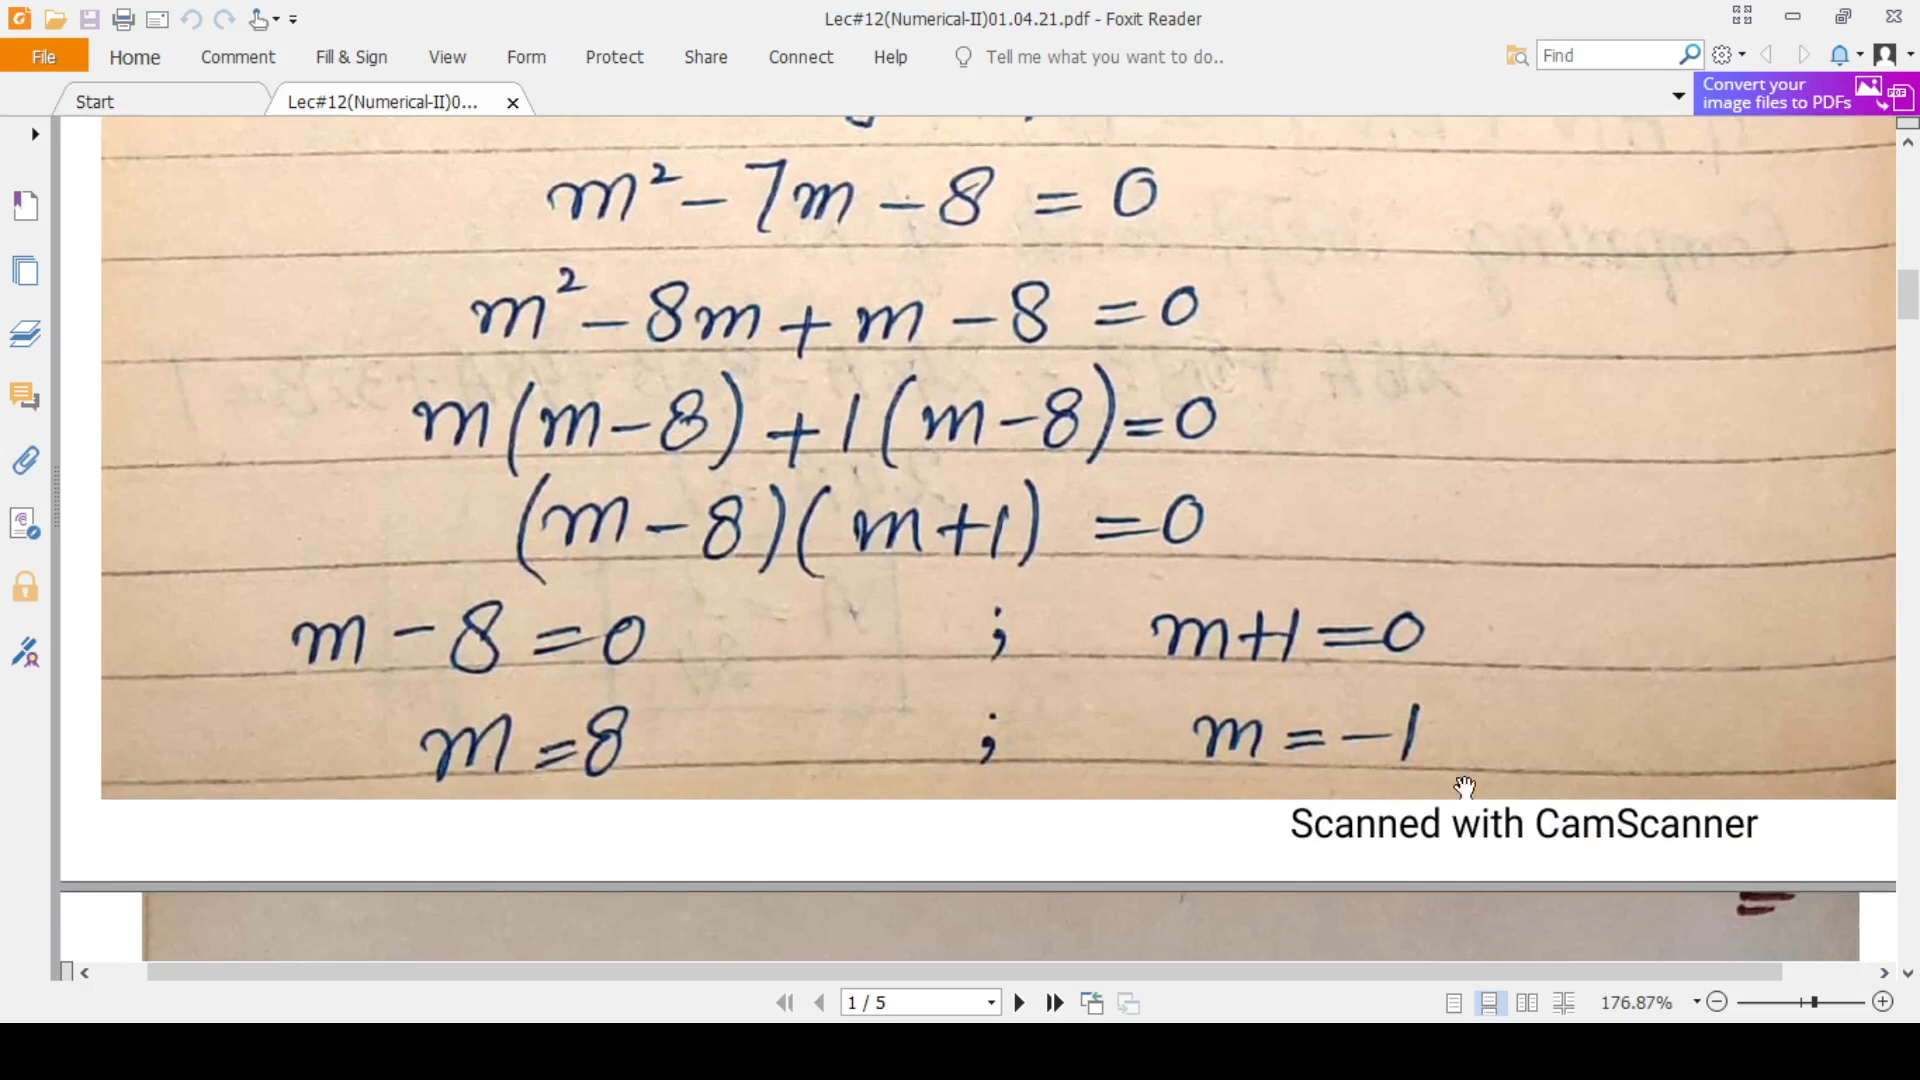 Lec#12(Numerical-II)01.04.21.pdf - Foxit Reader
File Home Comment Fill & Sign View Form Protect Share Connect Help Tell me what you want to do.. Find
Start Lec#12(Numerical-II)0...
Convert your
image files to PDFs
m² - 7m - 8 = 0
m² - 8m + m - 8 = 0
m(m-8) + 1(m-8)=0
(m-8)(m+1) =0
m - 8 =0 ; m+1=0
m =8 ; m = -1
Scanned with CamScanner
1 / 5 176.87%